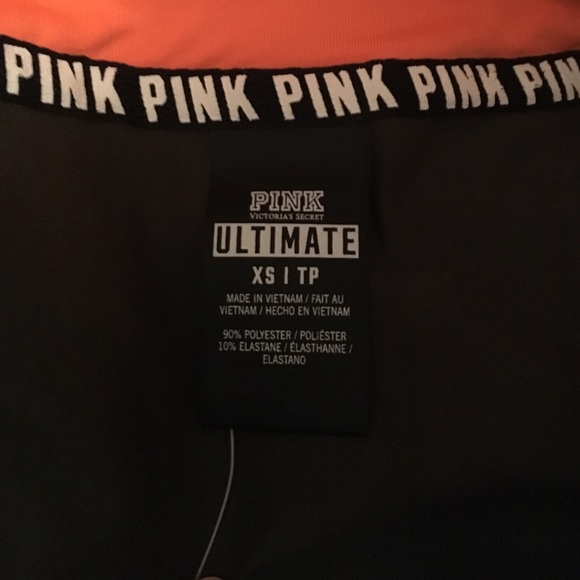 PINK PINK PINK PINK PIN
PINK
VICTORIA'S SECRET
ULTIMATE
XS | TP
MADE IN VIETNAM / FAIT AU
VIETNAM / HECHO EN VIETNAM
90% POLYESTER / POLIÉSTER
10% ELASTANE / ÉLASTHANNE /
ELASTANO